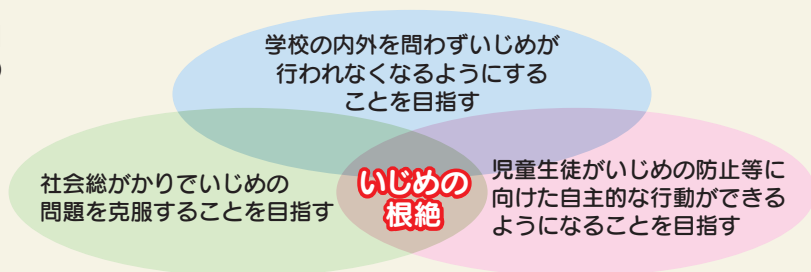 学校の内外を問わずいじめが
行われなくなるようにする
ことを目指す
社会総がかりでいじめの
問題を克服することを目指す
いじめの
根絶
児童生徒がいじめの防止等に
向けた自主的な行動ができる
ようになることを目指す